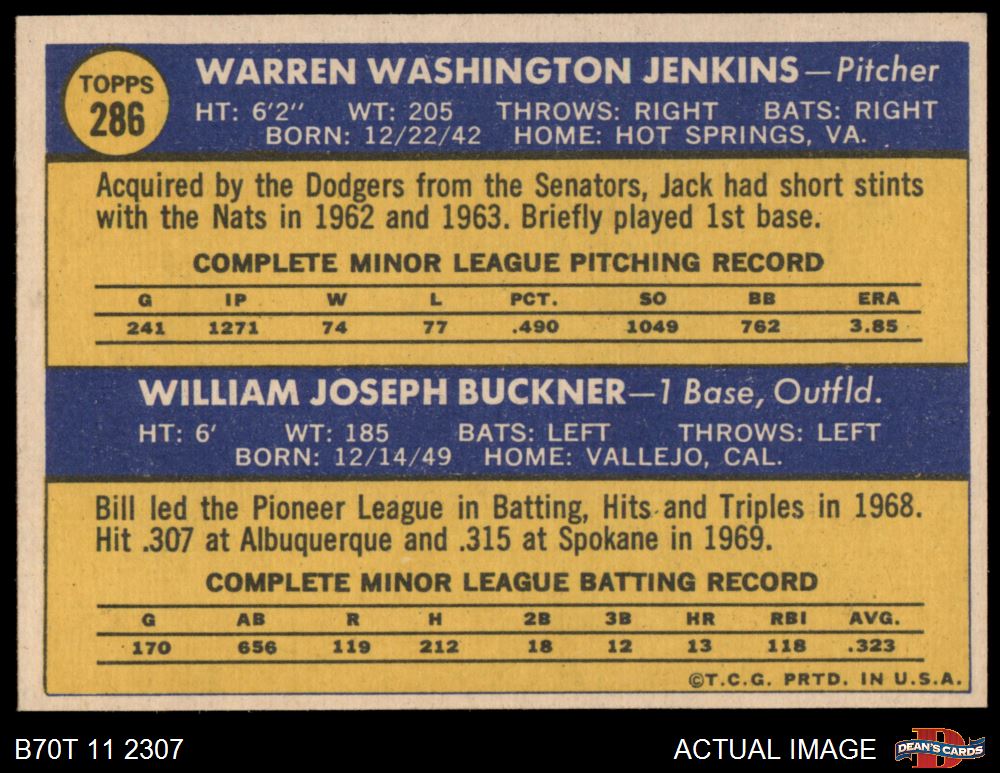 TOPPS
286
WARREN WASHINGTON JENKINS—Pitcher
HT: 6'2" WT: 205 THROWS: RIGHT BATS: RIGHT
BORN: 12/22/42 HOME: HOT SPRINGS, VA.
Acquired by the Dodgers from the Senators, Jack had short stints
with the Nats in 1962 and 1963. Briefly played 1st base.
COMPLETE MINOR LEAGUE PITCHING RECORD
G IP W L PCT. SO BB ERA
241 1271 74 77 .490 1049 762 3.85
WILLIAM JOSEPH BUCKNER—1 Base, Outfld.
HT: 6' WT: 185 BATS: LEFT THROWS: LEFT
BORN: 12/14/49 HOME: VALLEJO, CAL.
Bill led the Pioneer League in Batting, Hits and Triples in 1968.
Hit .307 at Albuquerque and .315 at Spokane in 1969.
COMPLETE MINOR LEAGUE BATTING RECORD
G AB R H 2B 3B HR RBI AVG.
170 656 119 212 18 12 13 118 .323
©T.C.G. PRTD. IN U.S.A.
B70T 11 2307 ACTUAL IMAGE
D
DEAN'S CARDS